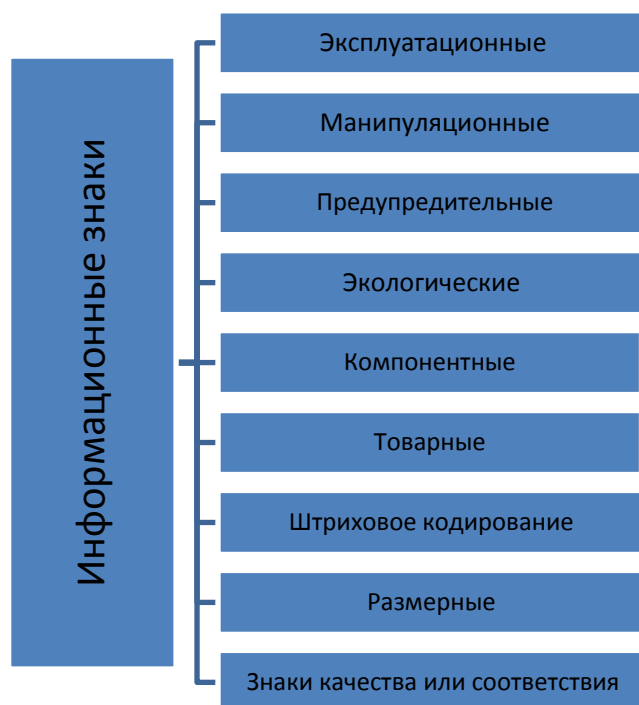 Информационные знаки
Эксплуатационные
Манипуляционные
Предупредительные
Экологические
Компонентные
Товарные
Штриховое кодирование
Размерные
Знаки качества или соответствия